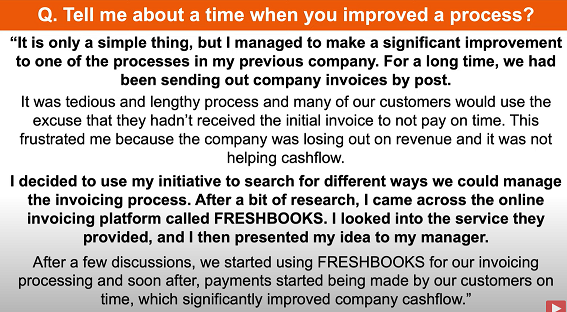 Q. Tell me about a time when you improved a process?
“It is only a simple thing, but I managed to make a significant improvement
to one of the processes in my previous company. For a long time, we had
been sending out company invoices by post.
It was tedious and lengthy process and many of our customers would use the
excuse that they hadn’t received the initial invoice to not pay on time. This
frustrated me because the company was losing out on revenue and it was not
helping cashflow.
I decided to use my initiative to search for different ways we could manage
the invoicing process. After a bit of research, I came across the online
invoicing platform called FRESHBOOKS. I looked into the service they
provided, and I then presented my idea to my manager.
After a few discussions, we started using FRESHBOOKS for our invoicing
processing and soon after, payments started being made by our customers on
time, which significantly improved company cashflow.”